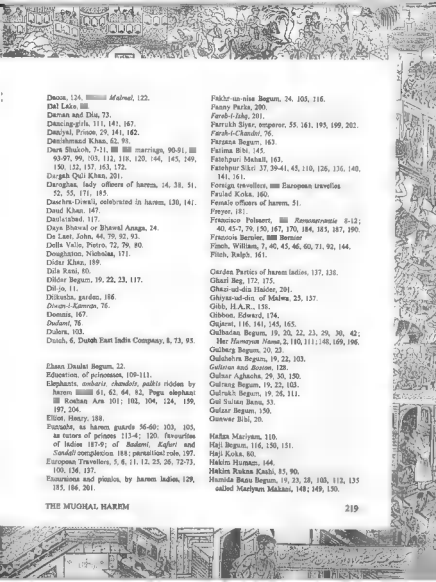 Dacca, 124, Malmal, 122.
Dal Lake,
Daman and Diu, 73.
Dancing-girls, 111, 141, 167.
Daniyal, Prince, 29, 141, 162.
Danishmand Khan, 62, 98.
Dara Shukoh, 7-11, marriage, 90-91,
93-97, 99, 103, 112, 118, 120, 144, 145, 149,
150, 152, 157, 163, 172.
Dargah Quli Khan, 201.
Daroghas, lady officers of harem, 14, 38, 51,
52, 55, 171, 185.
Dasehra-Diwali, celebrated in harem, 130, 141.
Daud Khan, 147.
Daulatabad, 117.
Daya Bhawal or Bhawal Anaga, 24.
De Laet, John, 44, 79, 92, 93.
Della Valle, Pietro, 72, 79, 80.
Doughation, Nicholas, 171.
Didar Khan, 189.
Dila Rani, 80.
Dildar Begum, 19, 22, 23, 117.
Dil-jo, 11.
Dilkusha, garden, 186.
Diwan-i-Kamran, 76.
Domnis, 167.
Dudami, 76
Dulera, 103.
Dutch, 6, Dutch East India Company, 8, 73, 95.
Ehsan Daulat Begum, 22.
Education, of princesses, 109-111.
Elephants, ambaris, chandols, palkis ridden by
harem 61, 62, 64, 82, Pegu elephant
Roshan Ara 101; 102, 104, 124, 159,
197, 204.
Elliot, Henry, 188.
Eunuchs, as harem guards 56-60; 103, 105,
as tutors of princes 113-4; 120, favourites
of ladies 187-9; of Badami, Kafuri and
Sandali complexion 188; parasitical role, 197.
European Travellers, 5, 6, 11, 12, 25, 26, 72-73,
100, 136, 137.
Excursions and picnics, by harem ladies, 129,
185, 186, 201.
Fakhr-un-nisa Begum, 24, 103, 116.
Fanny Parks, 200.
Farah-i-Ishq, 201.
Farrukh Siyar, emperor, 55, 161, 195, 199, 202.
Farah-i-Chandni, 76.
Farzana Begum, 163.
Fatima Bibi, 145.
Fatehpuri Mahall, 163.
Fatehpur Sikri 37, 39-41, 45, 110, 126, 136, 140,
141, 161.
Foreign travellers, European travelles
Faulad Koka, 160.
Female officers of harem, 51.
Freyer, 181.
Francisco Pelsaert, Remonstrantie 8-12;
40, 45-7, 79, 150, 167, 170, 184, 185, 187, 190.
Francois Bernier, Bernier
Finch, William, 7, 40, 45, 46, 60, 71, 92, 144.
Fitch, Ralph, 161.
Garden Parties of harem ladies, 137, 138.
Ghazi Beg, 172, 175.
Ghazi-ud-din Haider, 201.
Ghiyas-ud-din of Malwa, 25, 137.
Gibb, H.A.R., 158.
Gibbon, Edward, 174.
Gujarat, 116, 141, 145, 165.
Gulbadan Begum, 19, 20, 22, 23, 29, 30, 42;
Her Humayun Nama, 2, 110, 111; 148, 169, 196.
Gulbarg Begum, 20, 23.
Gulchehra Begum, 19, 22, 103.
Gulistan and Boston, 128.
Gulnar Aghacha, 29, 30, 150.
Gulrang Begum, 19, 22, 103.
Gulrukh Begum, 19, 26, 111.
Gul Sultan Banu, 53.
Gulzar Begum, 150.
Gunwar Bibi, 20.
Hafiza Mariyam, 110.
Haji Begum, 116, 150, 151.
Haji Koka, 80.
Hakim Humam, 144.
Hakim Rukna Kashi, 85, 90.
Hamida Banu Begum, 19, 23, 28, 103, 112, 135
called Mariyam Makani, 148; 149, 150.
THE MUGHAL HAREM
219